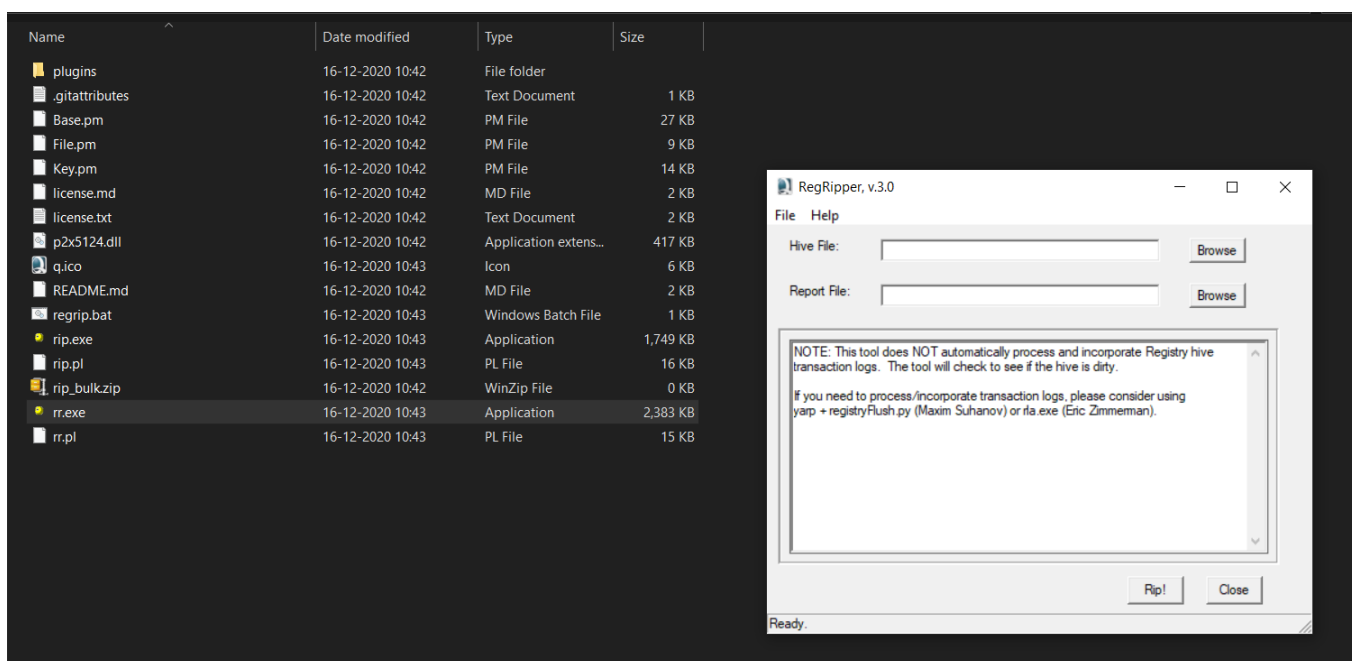 Name Date modified Type Size
plugins 16-12-2020 10:42 File folder
.gitattributes 16-12-2020 10:42 Text Document 1 KB
Base.pm 16-12-2020 10:42 PM File 27 KB
File.pm 16-12-2020 10:42 PM File 9 KB
Key.pm 16-12-2020 10:42 PM File 14 KB
license.md 16-12-2020 10:42 MD File 2 KB
license.txt 16-12-2020 10:42 Text Document 2 KB
p2x5124.dll 16-12-2020 10:42 Application extens... 417 KB
q.ico 16-12-2020 10:43 Icon 6 KB
README.md 16-12-2020 10:42 MD File 2 KB
regrip.bat 16-12-2020 10:43 Windows Batch File 1 KB
rip.exe 16-12-2020 10:43 Application 1,749 KB
rip.pl 16-12-2020 10:43 PL File 16 KB
rip_bulk.zip 16-12-2020 10:42 WinZip File 0 KB
rr.exe 16-12-2020 10:43 Application 2,383 KB
rr.pl 16-12-2020 10:43 PL File 15 KB
RegRipper, v.3.0
File Help
Hive File: Browse
Report File: Browse
NOTE: This tool does NOT automatically process and incorporate Registry hive
transaction logs. The tool will check to see if the hive is dirty.
If you need to process/incorporate transaction logs, please consider using
yarp + registryFlush.py (Maxim Suhanov) or rla.exe (Eric Zimmerman).
Rip! Close
Ready.